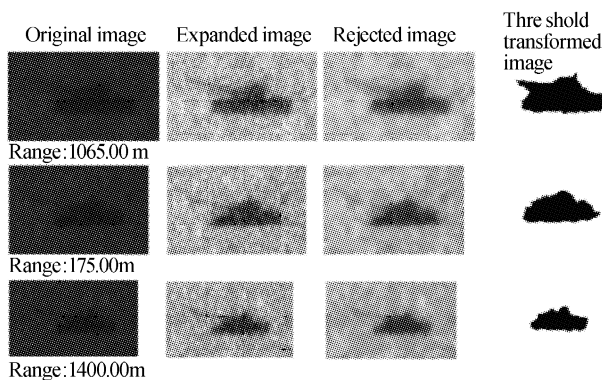 Original image
Expanded image
Rejected image
Thre shold
transformed
image
Range:1065.00 m
Range:175.00m
Range:1400.00m